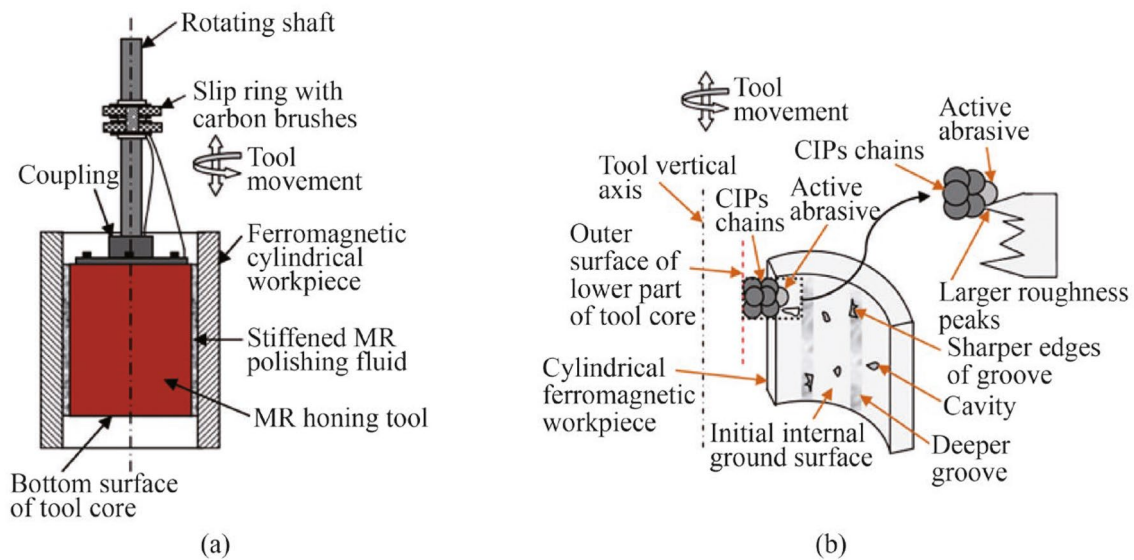 Rotating shaft
Slip ring with
carbon brushes
Tool
movement
Coupling
Ferromagnetic
cylindrical
workpiece
Stiffened MR
polishing fluid
MR honing tool
Bottom surface
of tool core
(a)
Tool
movement
Active
abrasive
CIPs chains
Tool vertical
axis
CIPs
chains
Active
abrasive
Outer
surface of
lower part
of tool core
Larger roughness
peaks
Sharper edges
of groove
Cylindrical
ferromagnetic
workpiece
Cavity
Initial internal
ground surface
Deeper
groove
(b)